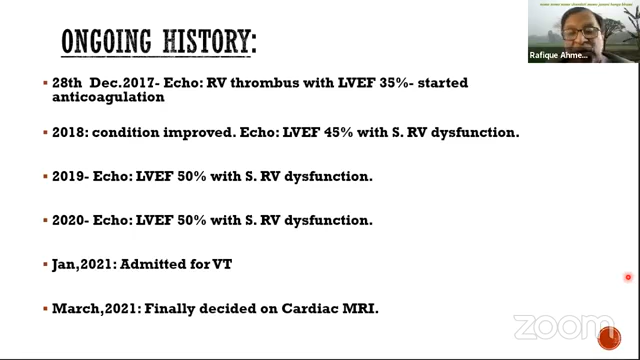 ONGOING HISTORY:
Rafique Ahme...
28th Dec.2017- Echo: RV thrombus with LVEF 35%- started
anticoagulation
2018: condition improved. Echo: LVEF 45% with S. RV dysfunction.
2019- Echo: LVEF 50% with S. RV dysfunction.
2020- Echo: LVEF 50% with S. RV dysfunction.
Jan,2021: Admitted for VT
March,2021: Finally decided on Cardiac MRI.
zoom